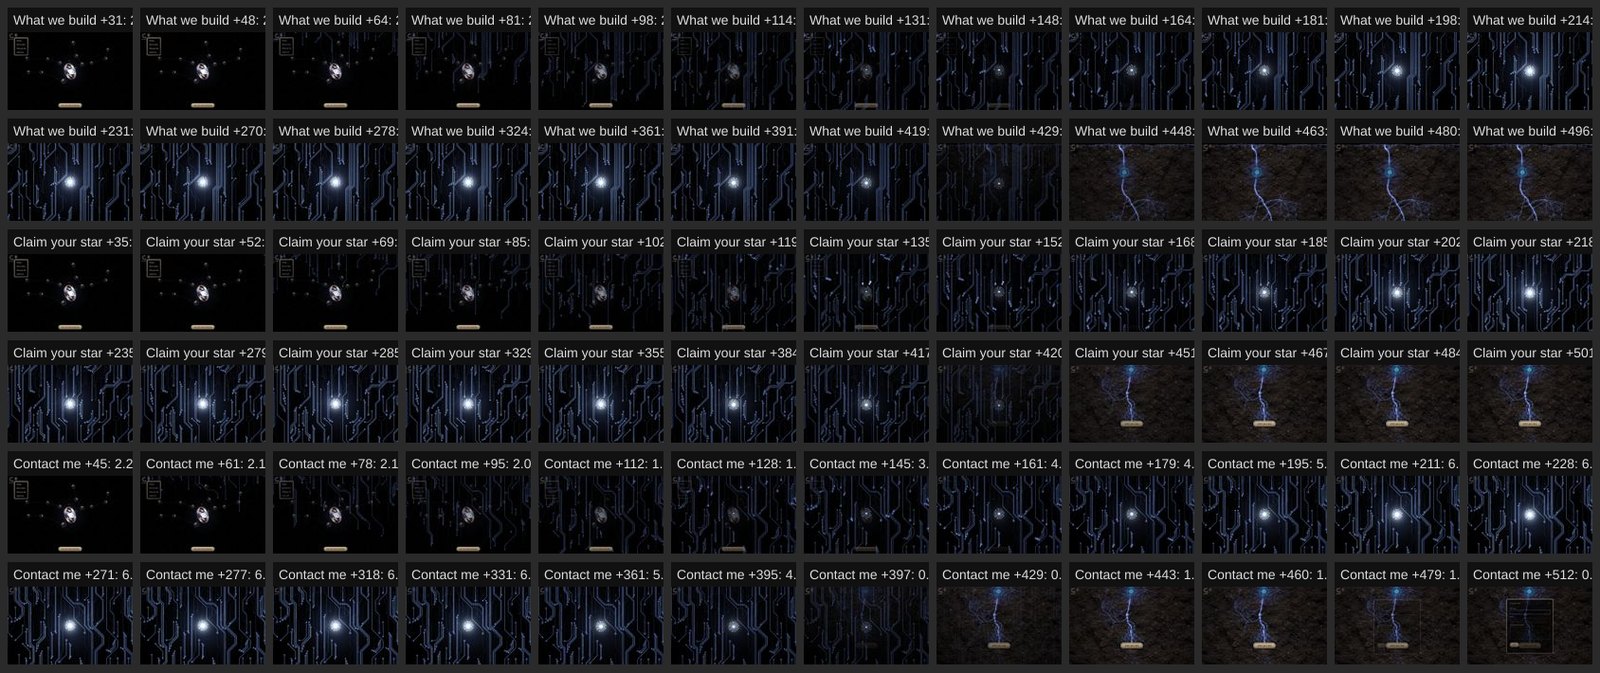 What we build +31: 2
What we build +48: 2
What we build +64: 2
What we build +81: 2
What we build +98: 2
What we build +114:
What we build +131:
What we build +148:
What we build +164:
What we build +181:
What we build +198:
What we build +214:
What we build +231:
What we build +270:
What we build +278:
What we build +324:
What we build +361:
What we build +391:
What we build +419:
What we build +429:
What we build +448:
What we build +463:
What we build +480:
What we build +496:
Claim your star +35:
Claim your star +52:
Claim your star +69:
Claim your star +85:
Claim your star +102
Claim your star +119
Claim your star +135
Claim your star +152
Claim your star +168
Claim your star +185
Claim your star +202
Claim your star +218
Claim your star +235
Claim your star +279
Claim your star +285
Claim your star +329
Claim your star +355
Claim your star +384
Claim your star +417
Claim your star +420
Claim your star +451
Claim your star +467
Claim your star +484
Claim your star +501
Contact me +45: 2.2
Contact me +61: 2.1
Contact me +78: 2.1
Contact me +95: 2.0
Contact me +112: 1.
Contact me +128: 1.
Contact me +145: 3.
Contact me +161: 4.
Contact me +179: 4.
Contact me +195: 5.
Contact me +211: 6.
Contact me +228: 6.
Contact me +271: 6.
Contact me +277: 6.
Contact me +318: 6.
Contact me +331: 6.
Contact me +361: 5.
Contact me +395: 4.
Contact me +397: 0.
Contact me +429: 0.
Contact me +443: 1.
Contact me +460: 1.
Contact me +479: 1.
Contact me +512: 0.